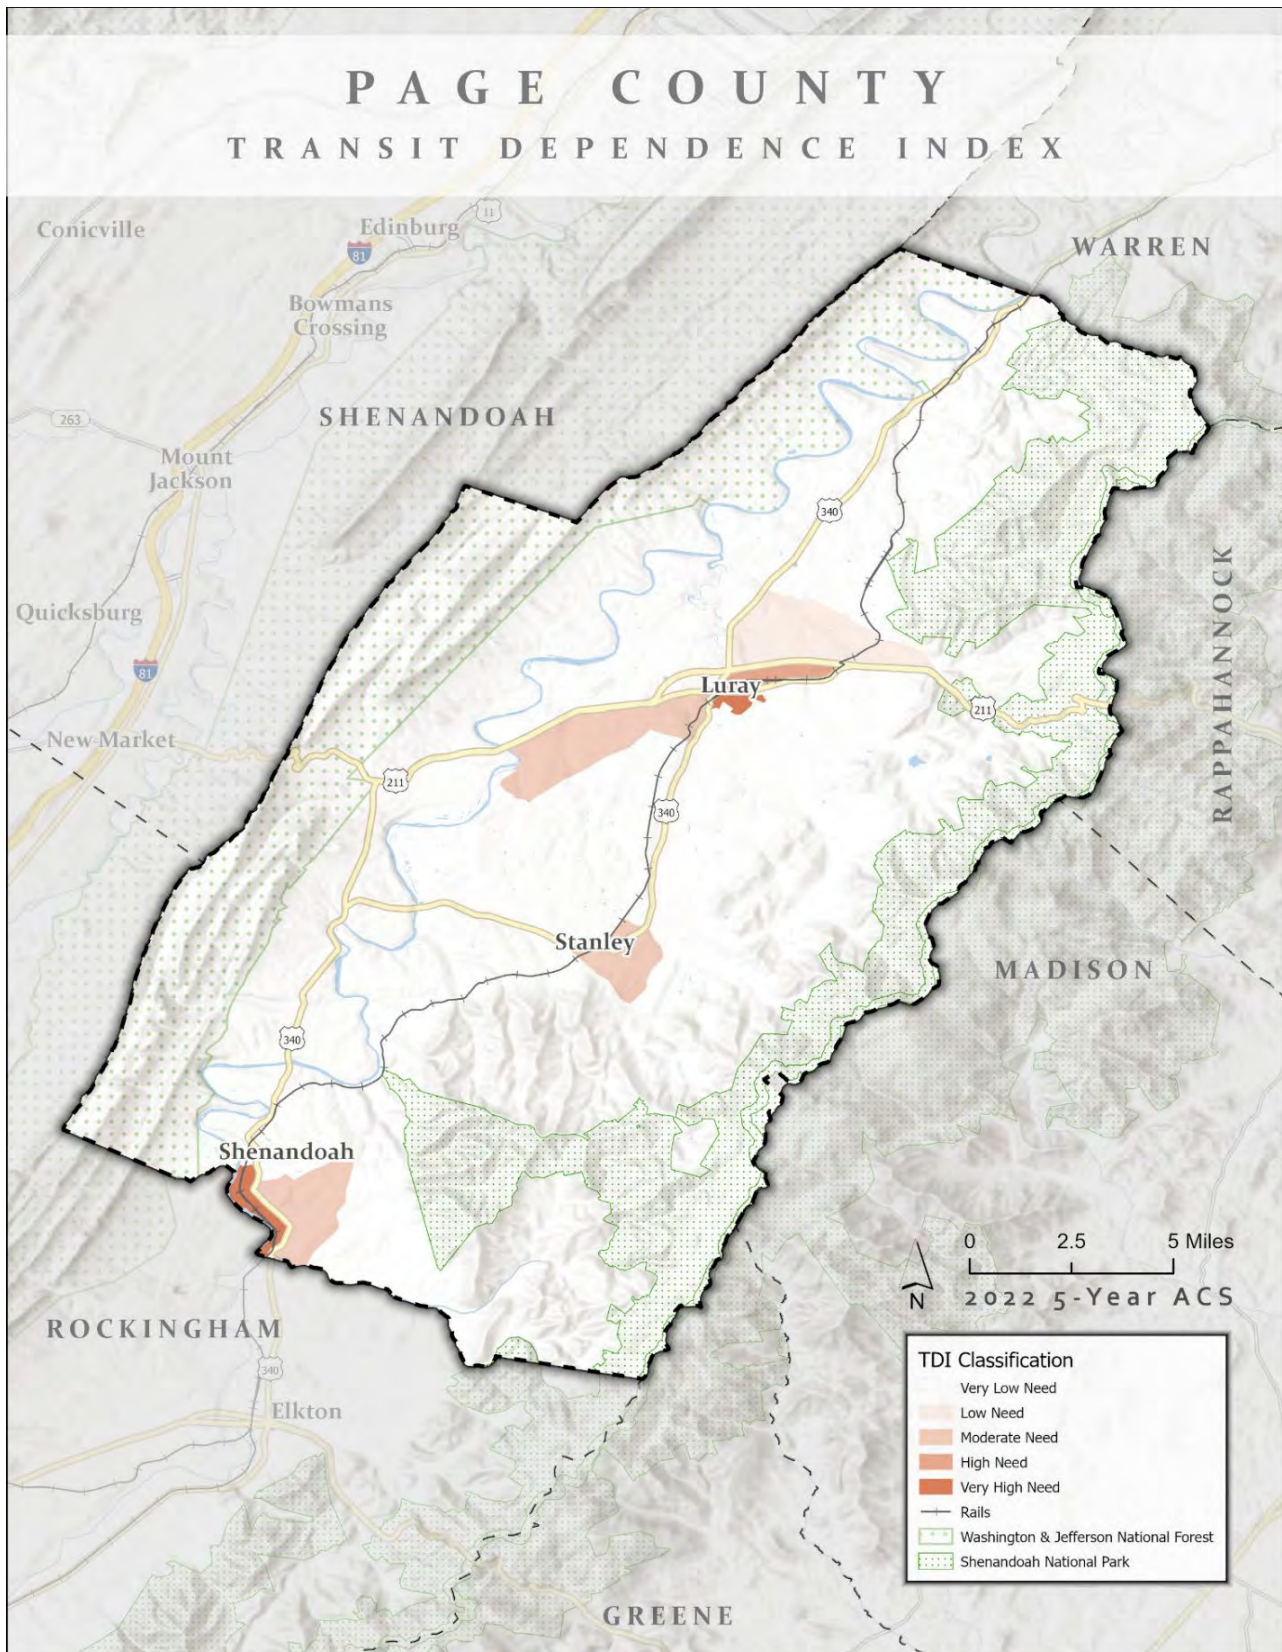 PAGE COUNTY
TRANSIT DEPENDENCE INDEX
Conicville
Edinburg
11
81
WARREN
Bowmans
Crossing
SHENANDOAH
263
Mount
Jackson
340
RAPPAHANNOCK
Quicksburg
81
Luray
211
New Market
211
340
Stanley
MADISON
340
Shenandoah
0 2.5 5 Miles
N
2022 5-Year ACS
ROCKINGHAM
340
Elkton
TDI Classification
Very Low Need
Low Need
Moderate Need
High Need
Very High Need
Rails
Washington & Jefferson National Forest
Shenandoah National Park
GREENE